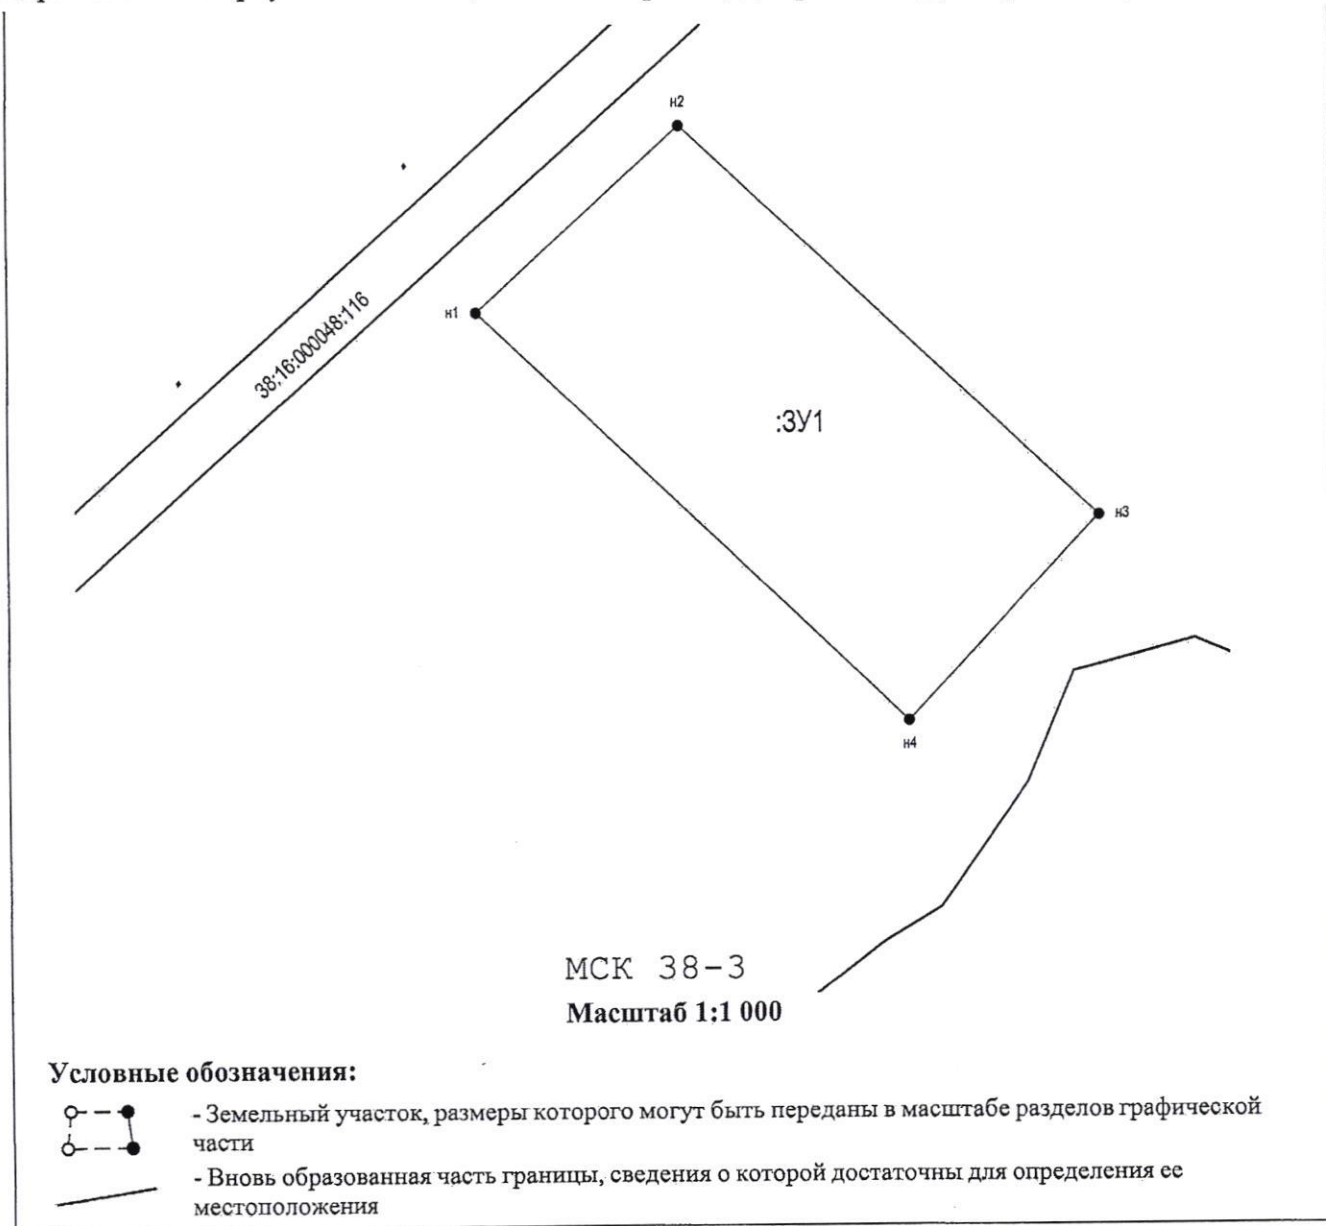 н2
38:16:000048:116
н1
:ЗУ1
н3
н4
МСК 38-3
Масштаб 1:1 000
Условные обозначения:
- Земельный участок, размеры которого могут быть переданы в масштабе разделов графической
части
- Вновь образованная часть границы, сведения о которой достаточны для определения ее
местоположения